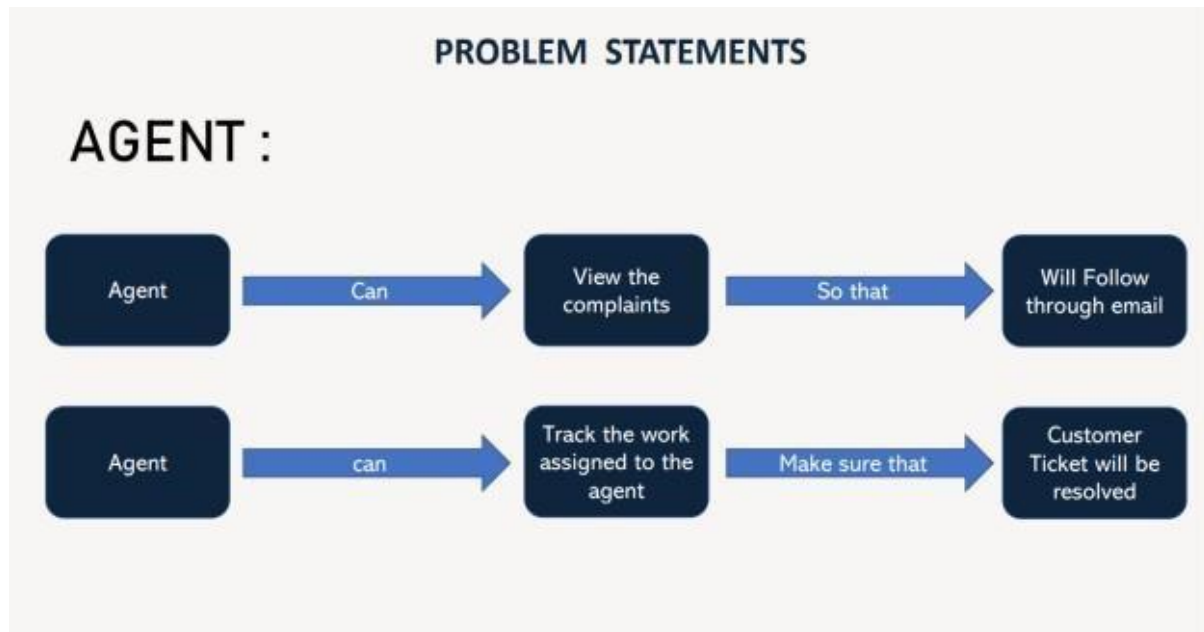 PROBLEM STATEMENTS
AGENT :
Agent
Can
View the
complaints
So that
Will Follow
through email
Agent
can
Track the work
assigned to the
agent
Make sure that
Customer
Ticket will be
resolved